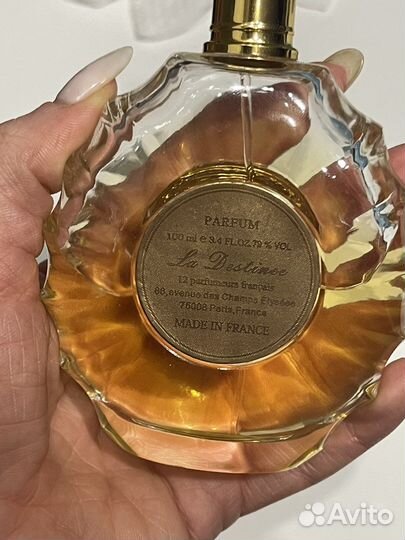 PARFUM
100 ml e 3.4 FL.OZ.79 % VOL
La Destinee
12 parfumeurs français
66,avenue des Champs Elysées
75008 Paris,France
MADE IN FRANCE
Avito